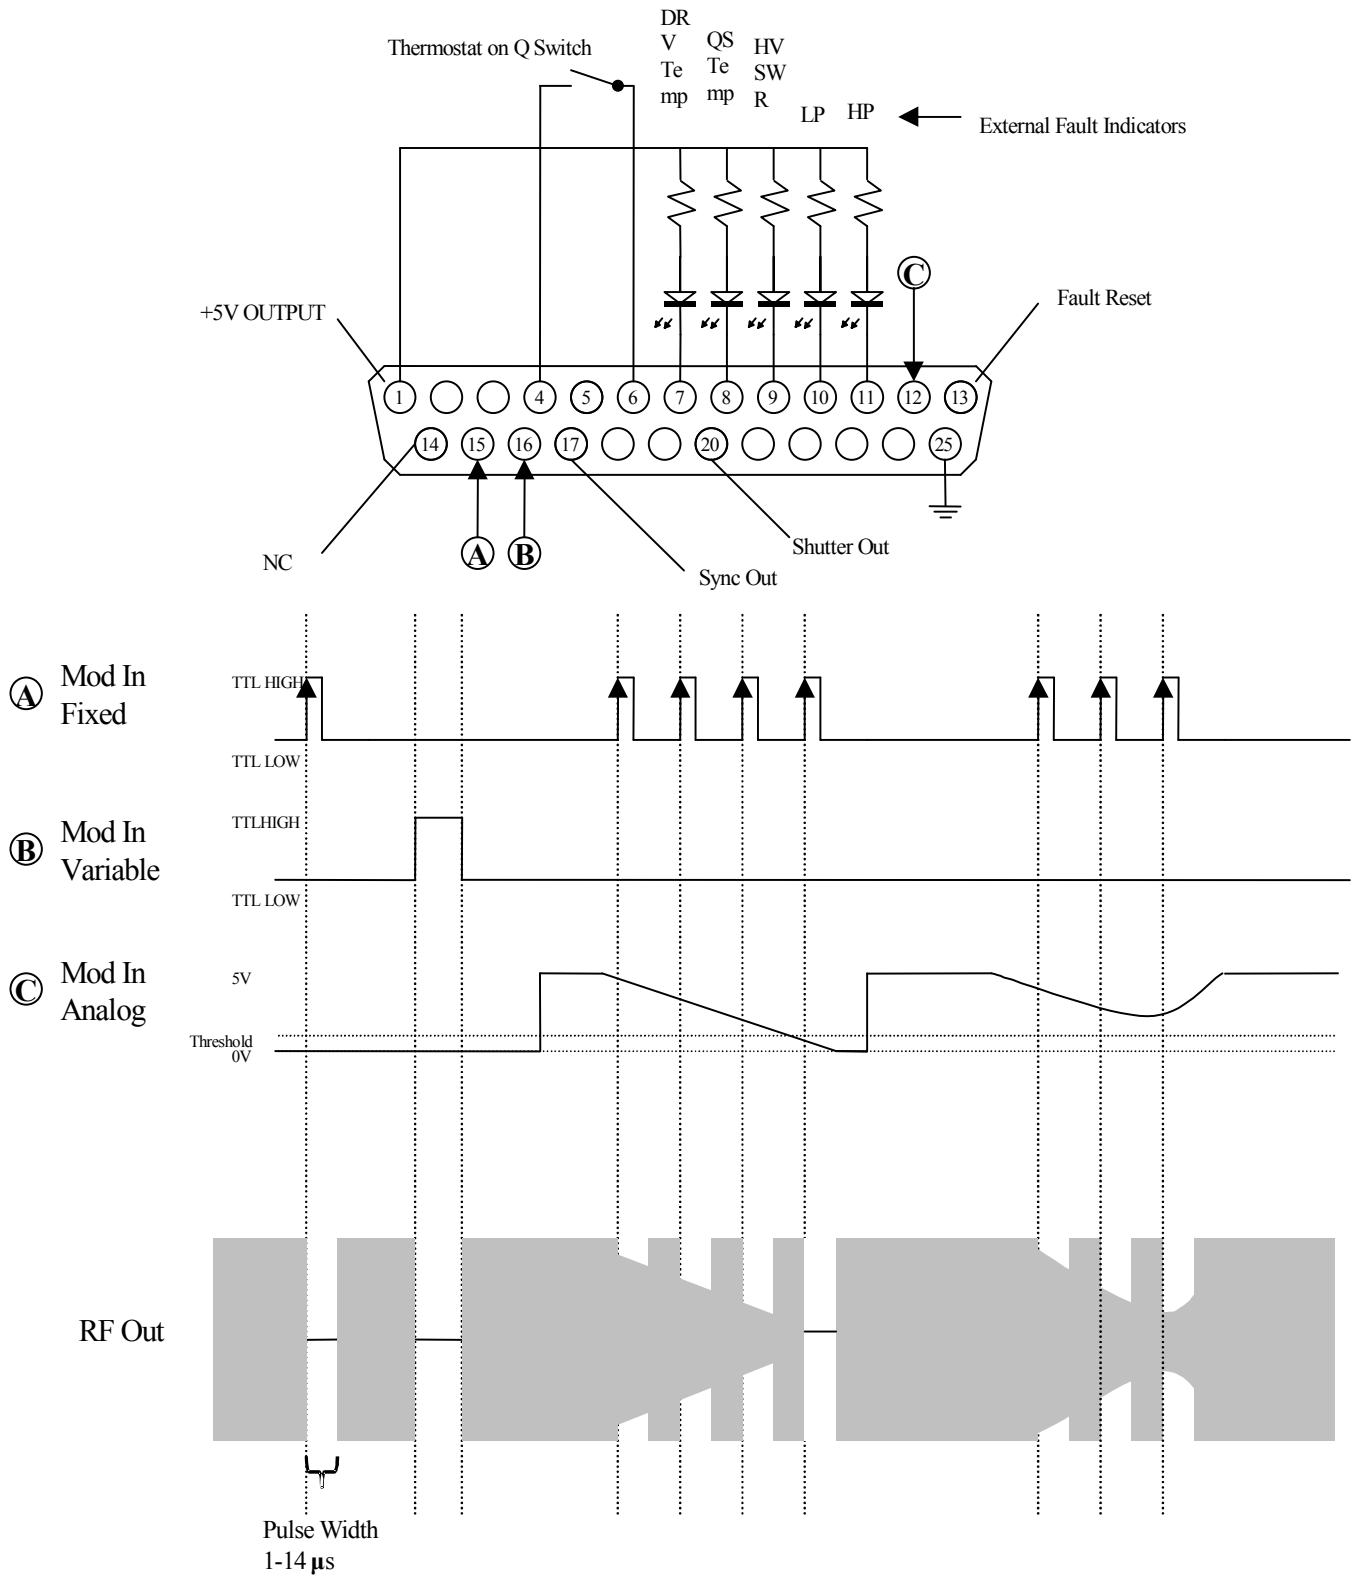 DR
V
Te
mp
QS
Te
mp
HV
SW
R
LP
HP
Thermostat on Q Switch
External Fault Indicators
C
+5V OUTPUT
Fault Reset
1
4
5
6
7
8
9
10
11
12
13
14
15
16
17
20
25
NC
A
B
Sync Out
Shutter Out
A
Mod In
Fixed
TTL HIGH
TTL LOW
B
Mod In
Variable
TTLHIGH
TTL LOW
C
Mod In
Analog
5V
Threshold
0V
RF Out
Pulse Width
1-14 µs